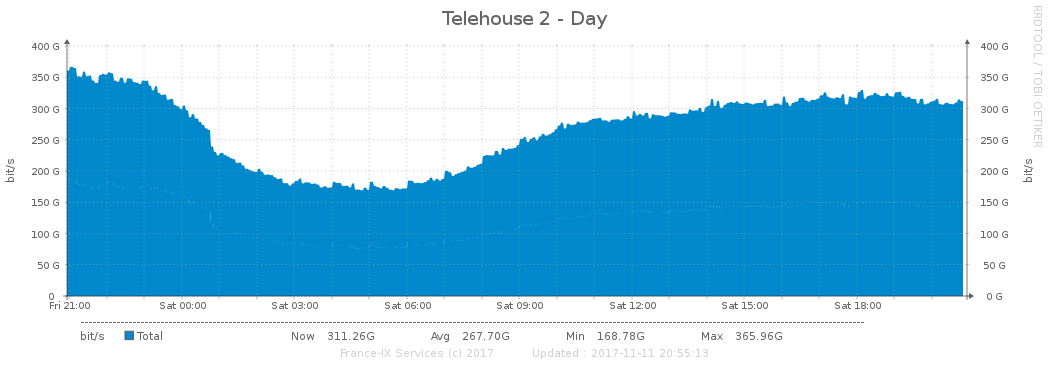 Telehouse 2 - Day
RRDTOOL / TOBI OETIKER
bit/s
400 G 400 G
350 G 350 G
300 G 300 G
250 G 250 G
200 G 200 G
150 G 150 G
100 G 100 G
50 G 50 G
0 0 G
bit/s
Fri 21:00 Sat 00:00 Sat 03:00 Sat 06:00 Sat 09:00 Sat 12:00 Sat 15:00 Sat 18:00
bit/s Total Now 311.26G Avg 267.70G Min 168.78G Max 365.96G
France-IX Services (c) 2017 Updated : 2017-11-11 20:55:13